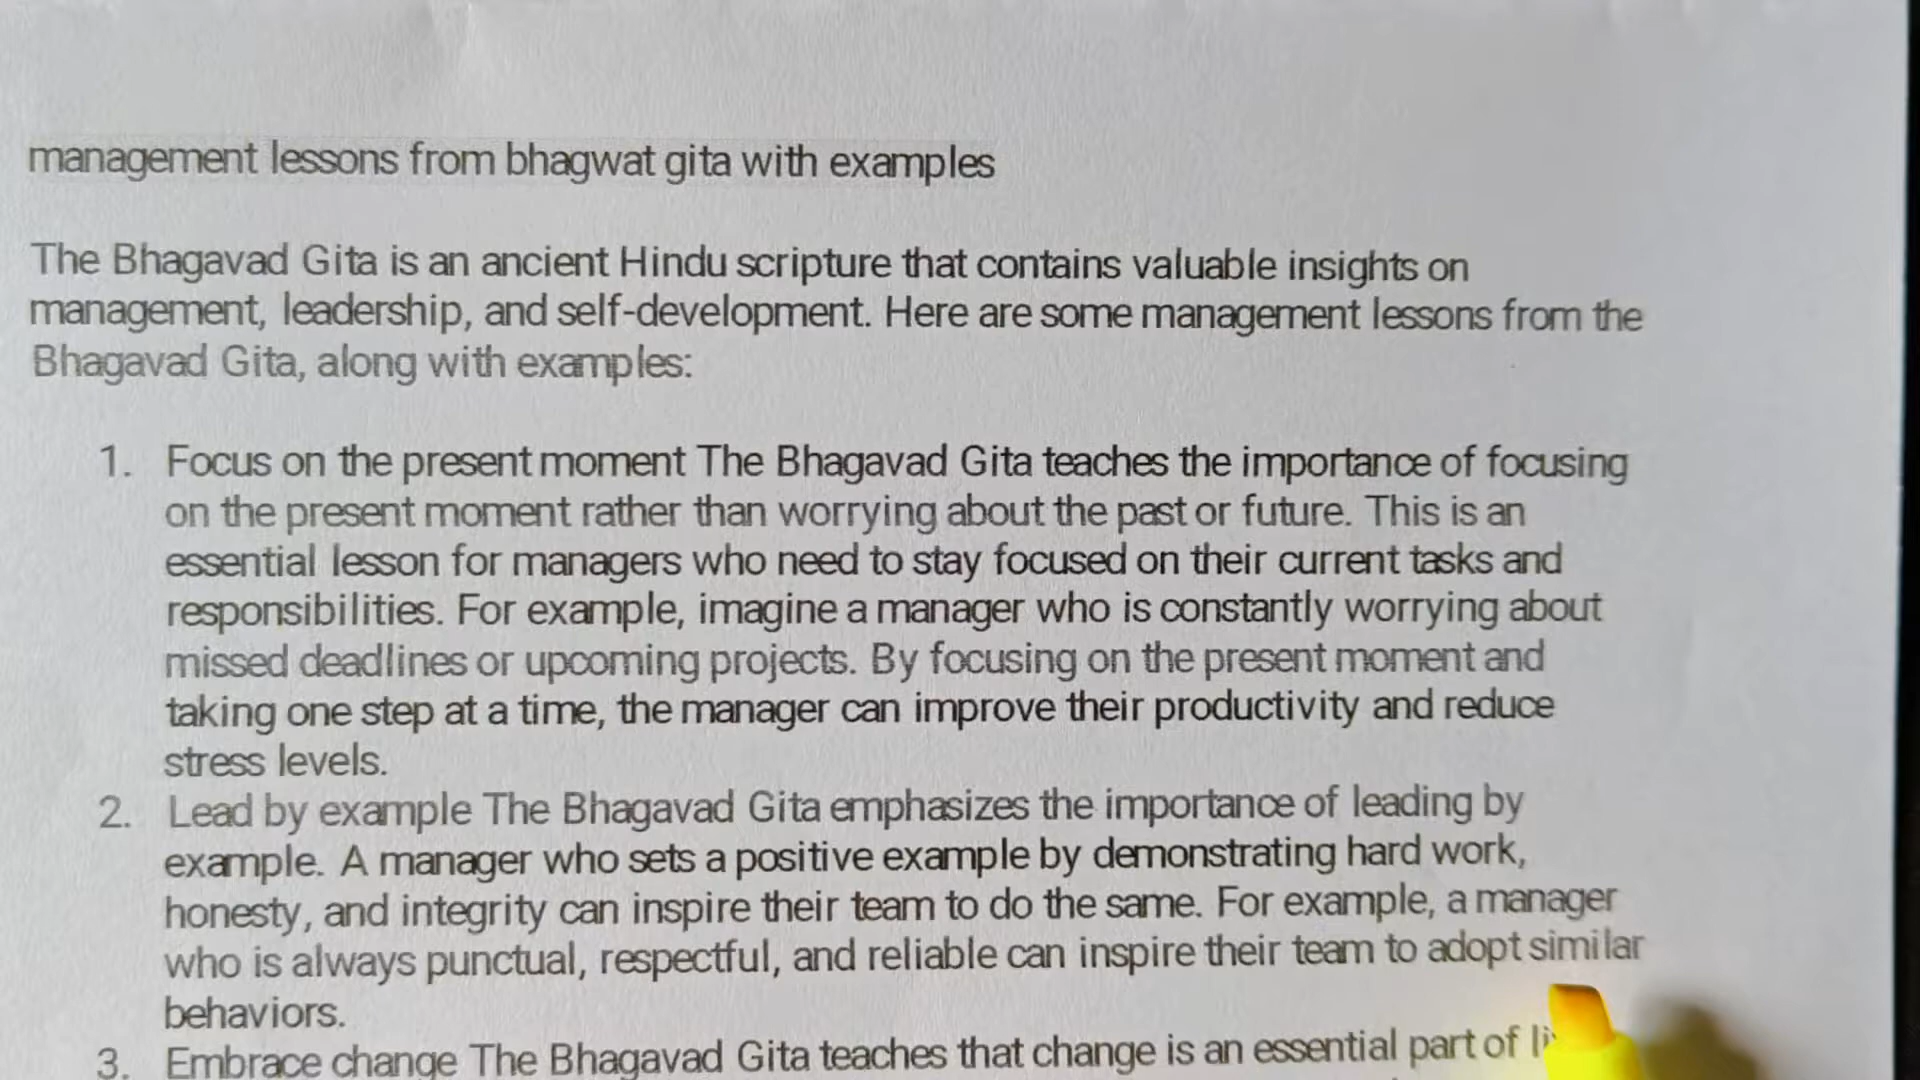 management lessons from bhagwat gita with examples
The Bhagavad Gita is an ancient Hindu scripture that contains valuable insights on
management, leadership, and self-development. Here are some management lessons from the
Bhagavad Gita, along with examples:
1. Focus on the present moment The Bhagavad Gita teaches the importance of focusing
on the present moment rather than worrying about the past or future. This is an
essential lesson for managers who need to stay focused on their current tasks and
responsibilities. For example, imagine a manager who is constantly worrying about
missed deadlines or upcoming projects. By focusing on the present moment and
taking one step at a time, the manager can improve their productivity and reduce
stress levels.
2. Lead by example The Bhagavad Gita emphasizes the importance of leading by
example. A manager who sets a positive example by demonstrating hard work,
honesty, and integrity can inspire their team to do the same. For example, a manager
who is always punctual, respectful, and reliable can inspire their team to adopt similar
behaviors.
3. Embrace change The Bhagavad Gita teaches that change is an essential part of